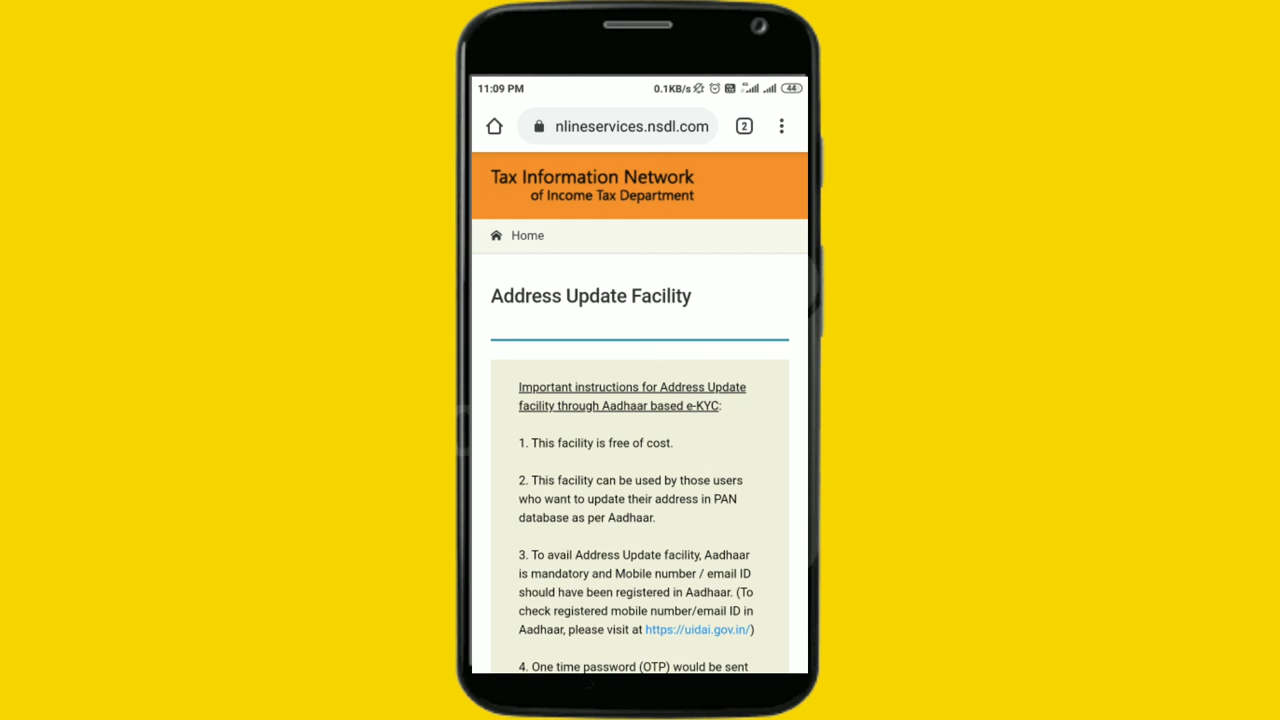 11:09 PM 0.1KB/s 44
nlineservices.nsdl.com 2
Tax Information Network
of Income Tax Department
Home
Address Update Facility
Important instructions for Address Update
facility through Aadhaar based e-KYC:
1. This facility is free of cost.
2. This facility can be used by those users
who want to update their address in PAN
database as per Aadhaar.
3. To avail Address Update facility, Aadhaar
is mandatory and Mobile number / email ID
should have been registered in Aadhaar. (To
check registered mobile number/email ID in
Aadhaar, please visit at https://uidai.gov.in/)
4. One time password (OTP) would be sent